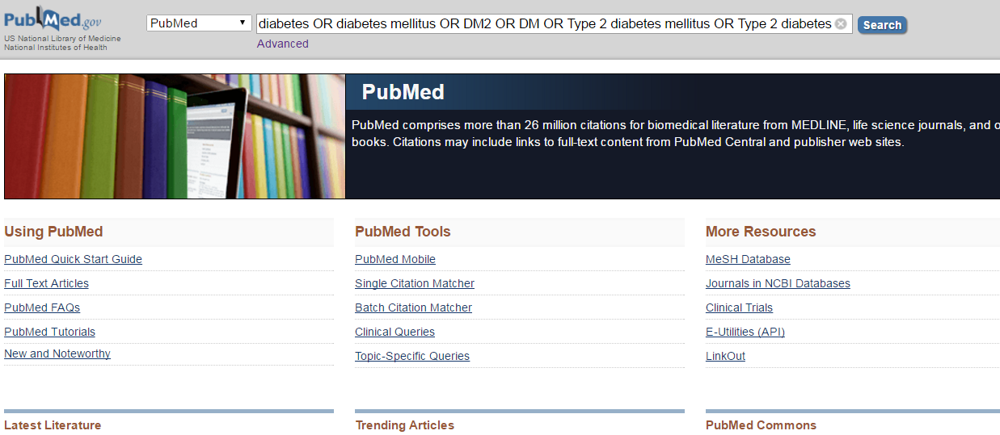 PubMed.gov
US National Library of Medicine
National Institutes of Health
PubMed
diabetes OR diabetes mellitus OR DM2 OR DM OR Type 2 diabetes mellitus OR Type 2 diabetes
Search
Advanced
PubMed
PubMed comprises more than 26 million citations for biomedical literature from MEDLINE, life science journals, and
books. Citations may include links to full-text content from PubMed Central and publisher web sites.
Using PubMed
PubMed Quick Start Guide
Full Text Articles
PubMed FAQs
PubMed Tutorials
New and Noteworthy
PubMed Tools
PubMed Mobile
Single Citation Matcher
Batch Citation Matcher
Clinical Queries
Topic-Specific Queries
More Resources
MeSH Database
Journals in NCBI Databases
Clinical Trials
E-Utilities (API)
LinkOut
Latest Literature
Trending Articles
PubMed Commons